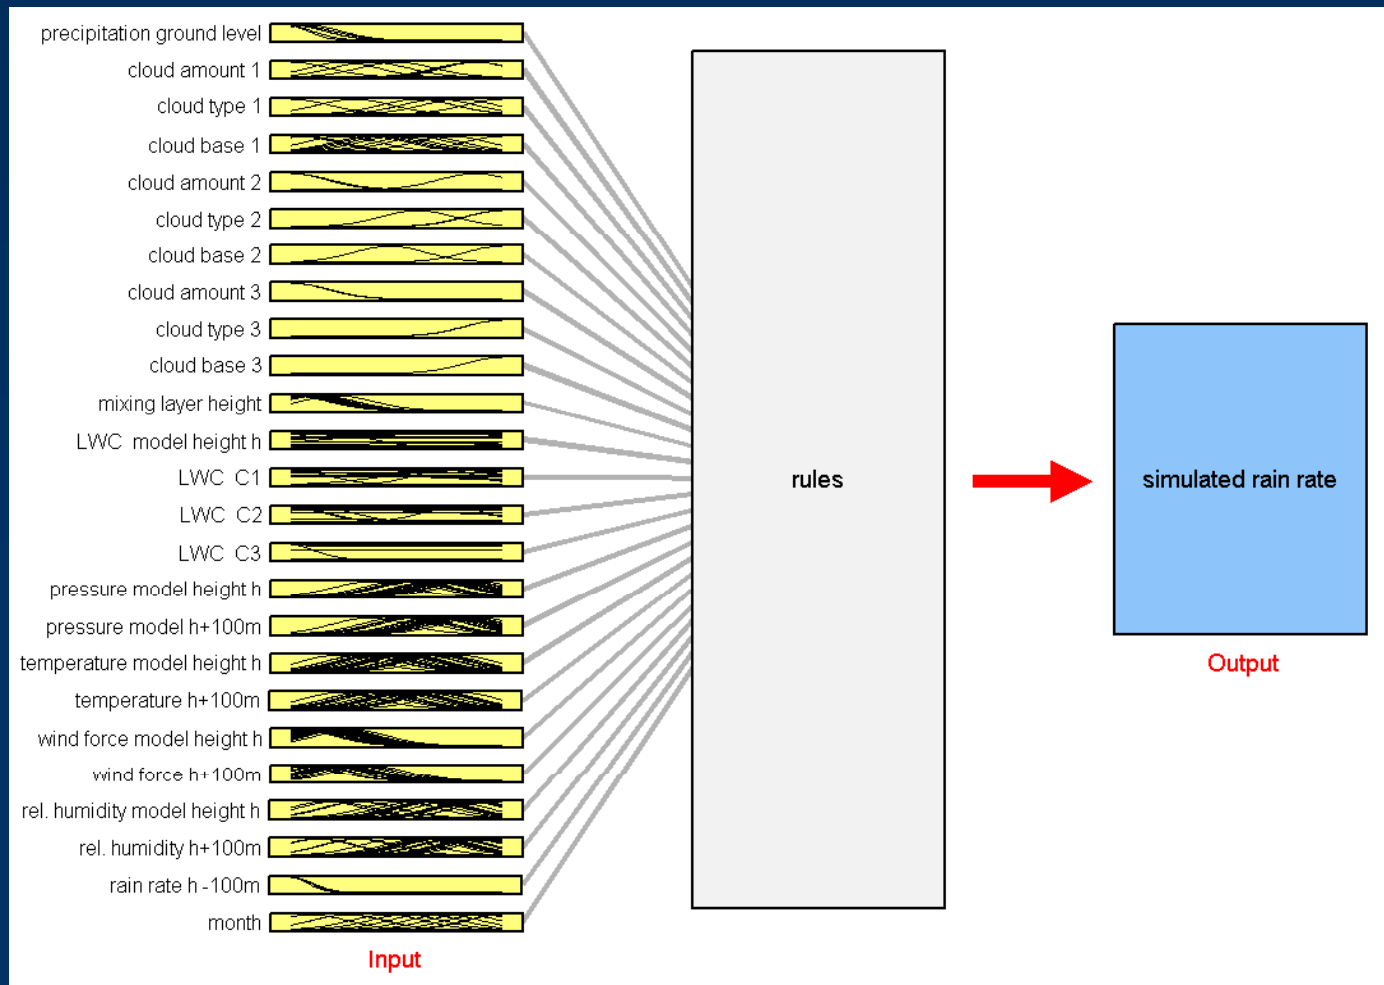 precipitation ground level
cloud amount 1
cloud type 1
cloud base 1
cloud amount 2
cloud type 2
cloud base 2
cloud amount 3
cloud type 3
cloud base 3
mixing layer height
LWC model height h
LWC C1
LWC C2
LWC C3
pressure model height h
pressure model h+100m
temperature model height h
temperature h+100m
wind force model height h
wind force h+100m
rel. humidity model height h
rel. humidity h+100m
rain rate h -100m
month
Input
rules
simulated rain rate
Output